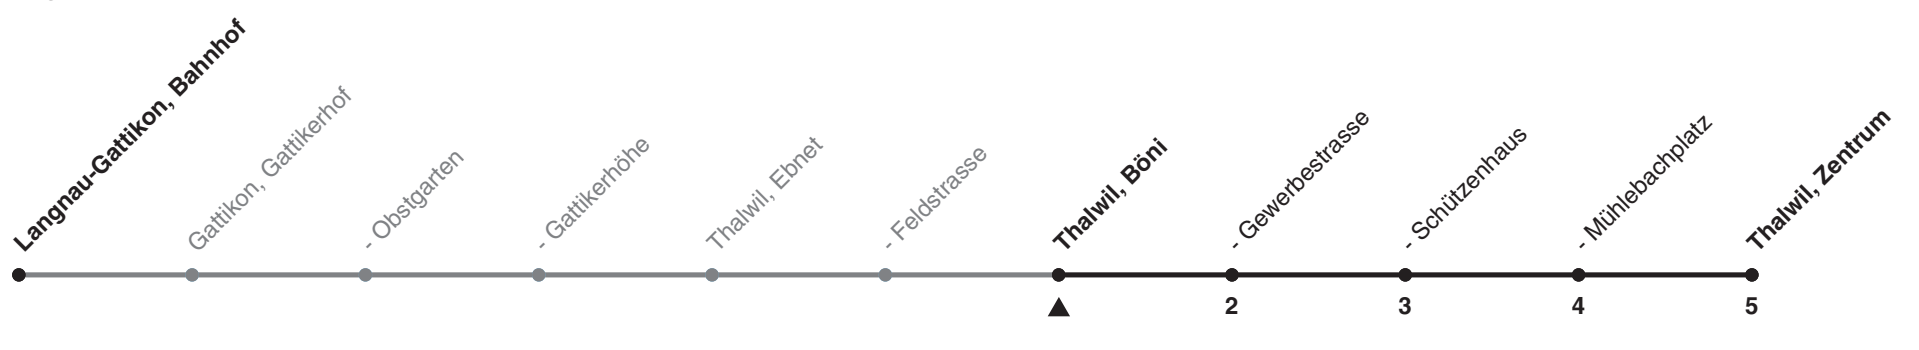 Langnau-Gattikon, Bahnhof
Gattikon, Gattikerhof
- Obstgarten
- Gattikerhöhe
Thalwil, Ebnet
- Feldstrasse
Thalwil, Böni
- Gewerbestrasse
- Schützenhaus
- Mühlebachplatz
Thalwil, Zentrum
2 3 4 5